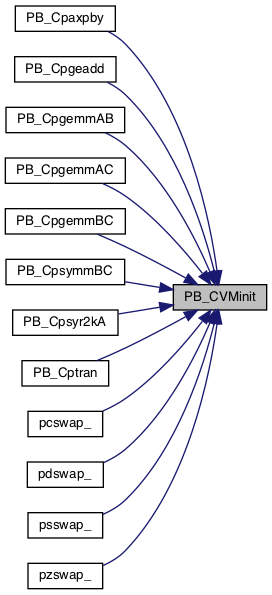 PB_Cpaxpby
PB_Cpgeadd
PB_CpgemmAB
PB_CpgemmAC
PB_CpgemmBC
PB_CpsymmBC
PB_CVMinit
PB_Cpsyr2kA
PB_Cptran
pcswap_
pdswap_
psswap_
pzswap_